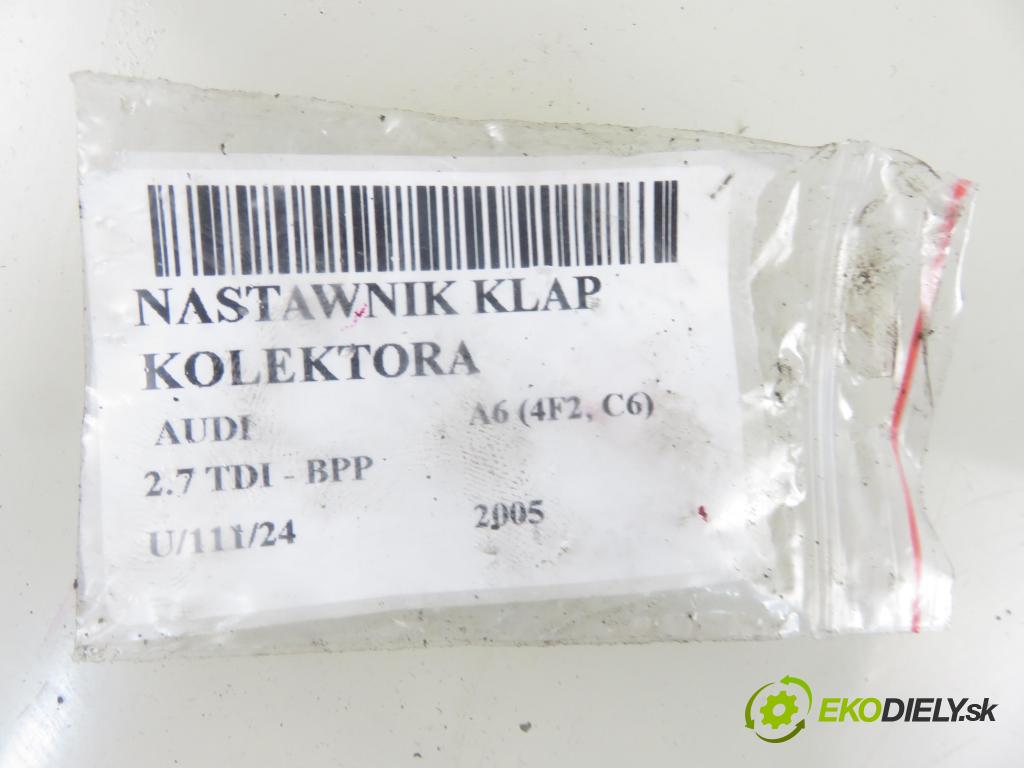 NASTAWNIK KLAP
KOLEKTORA
AUDI A6 (4F2, C6)
2.7 TDI - BPP
U/111/24 2005
EKODIELY.sk